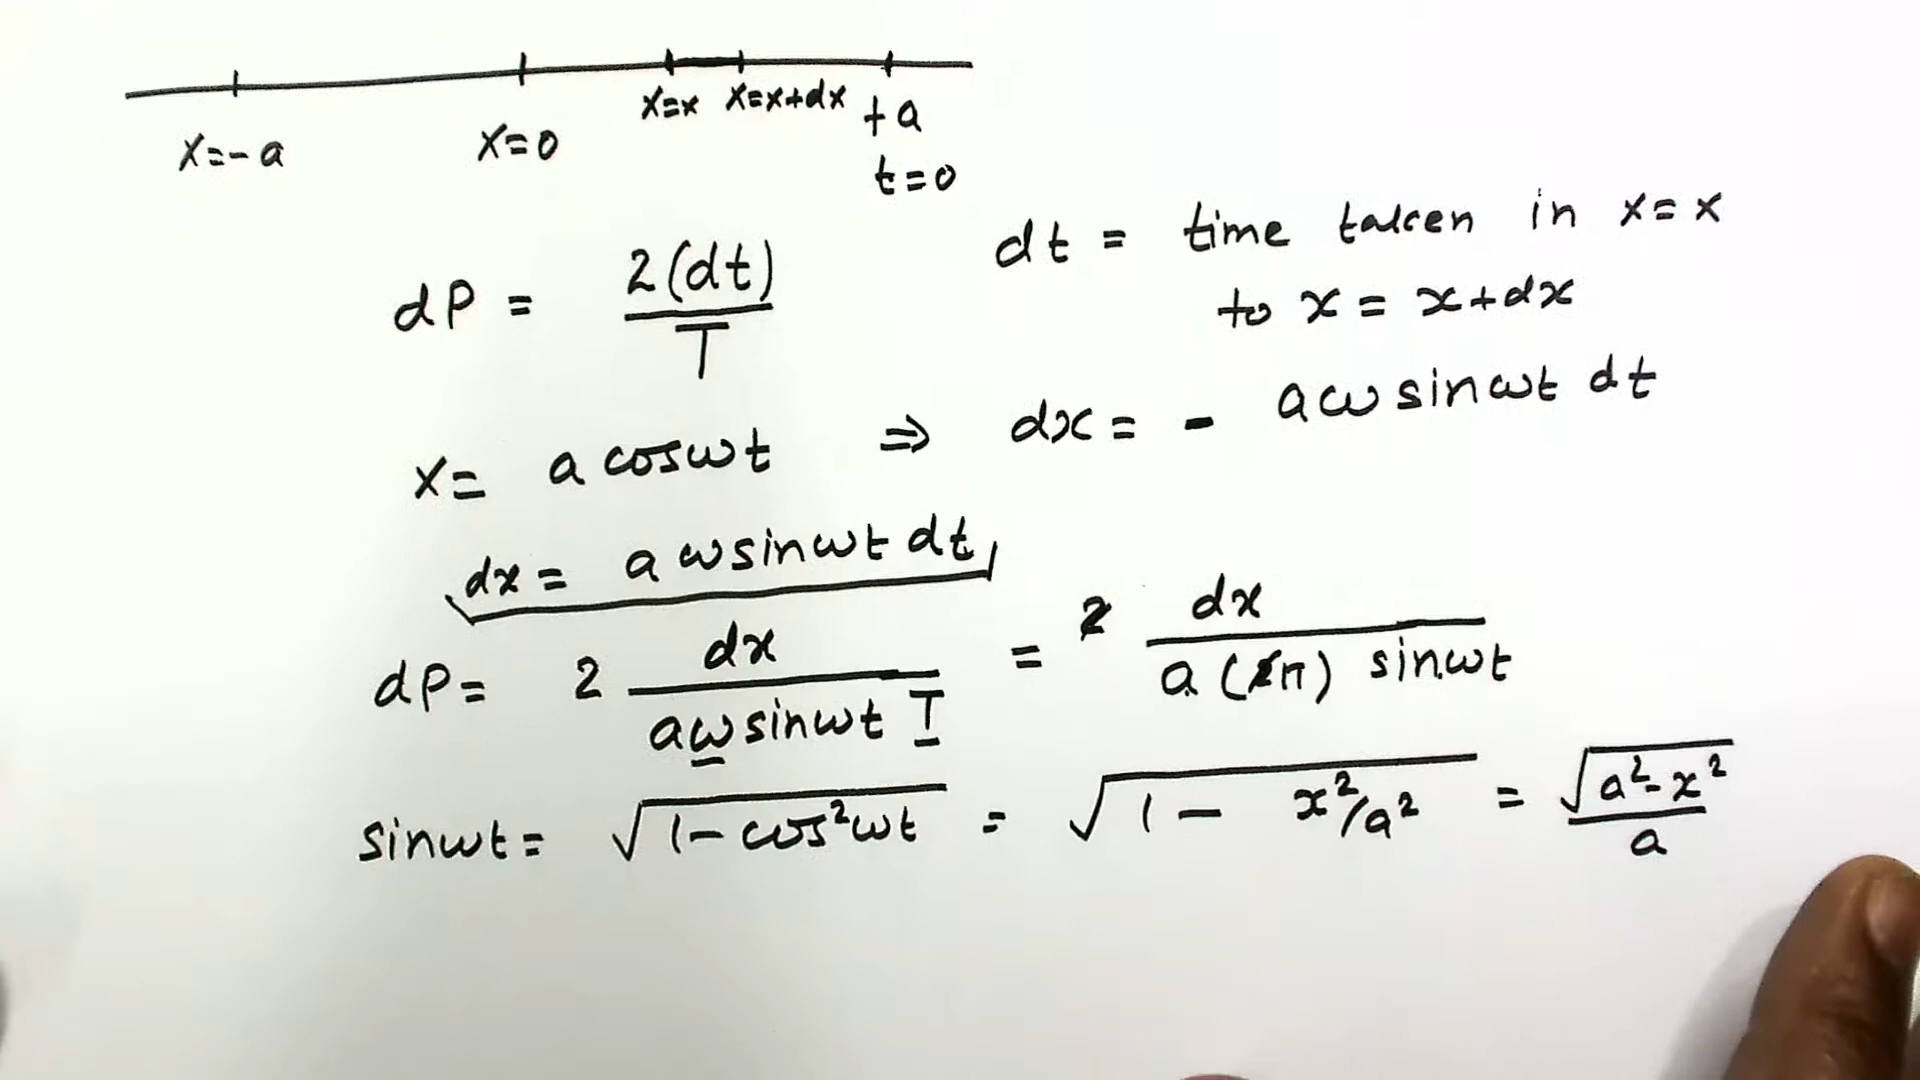 x=-a x=0 x=x x=x+dx +a
t=0
dP = 2(dt)/T dt = time taken in x=x
to x = x+dx
x= a cosωt ⇒ dx = - aω sinωt dt
dx = a ω sinωt dt
dP= 2 dx/(aω sinωt T) = 2 dx/(a (2π) sinωt)
sinωt = √(1-cos²ωt) = √(1 - x²/a²) = √(a²-x²)/a